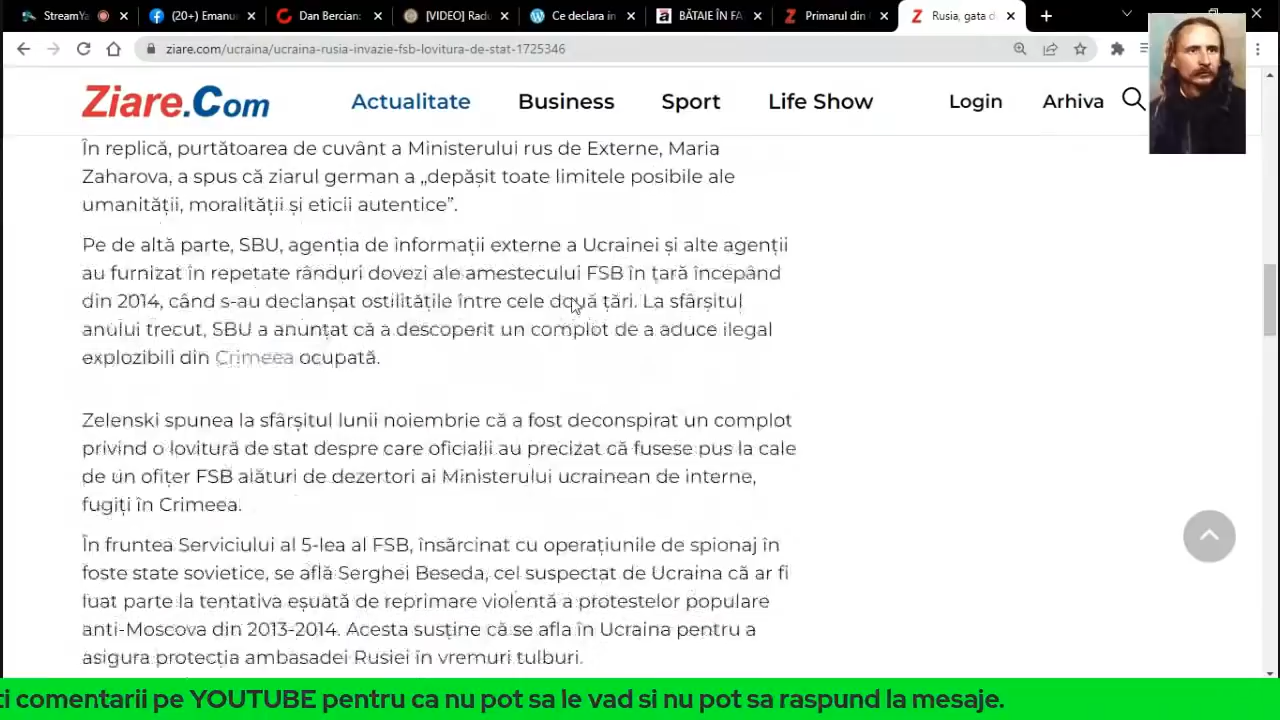 StreamYa
(20+) Emanue
Dan Bercian
[VIDEO] Radu
Ce declara in
BĂTAIE ÎN FA
Primarul din
Rusia, gata d
ziare.com/ucraina/ucraina-rusia-invazie-fsb-lovitura-de-stat-1725346
Ziare.Com
Actualitate
Business
Sport
Life Show
Login
Arhiva
În replică, purtătoarea de cuvânt a Ministerului rus de Externe, Maria
Zaharova, a spus că ziarul german a „depășit toate limitele posibile ale
umanității, moralității și eticii autentice”.
Pe de altă parte, SBU, agenția de informații externe a Ucrainei și alte agenții
au furnizat în repetate rânduri dovezi ale amestecului FSB în țară începând
din 2014, când s-au declanșat ostilitățile între cele două țări. La sfârșitul
anului trecut, SBU a anunțat că a descoperit un complot de a aduce ilegal
explozibili din Crimeea ocupată.
Zelenski spunea la sfârșitul lunii noiembrie că a fost deconspirat un complot
privind o lovitură de stat despre care oficialii au precizat că fusese pus la cale
de un ofițer FSB alături de dezertori ai Ministerului ucrainean de interne,
fugiți în Crimeea.
În fruntea Serviciului al 5-lea al FSB, însărcinat cu operațiunile de spionaj în
foste state sovietice, se află Serghei Beseda, cel suspectat de Ucraina că ar fi
luat parte la tentativa eșuată de reprimare violentă a protestelor populare
anti-Moscova din 2013-2014. Acesta susține că se afla în Ucraina pentru a
asigura protecția ambasadei Rusiei în vremuri tulburi.
ti comentarii pe YOUTUBE pentru ca nu pot sa le vad si nu pot sa raspund la mesaje.